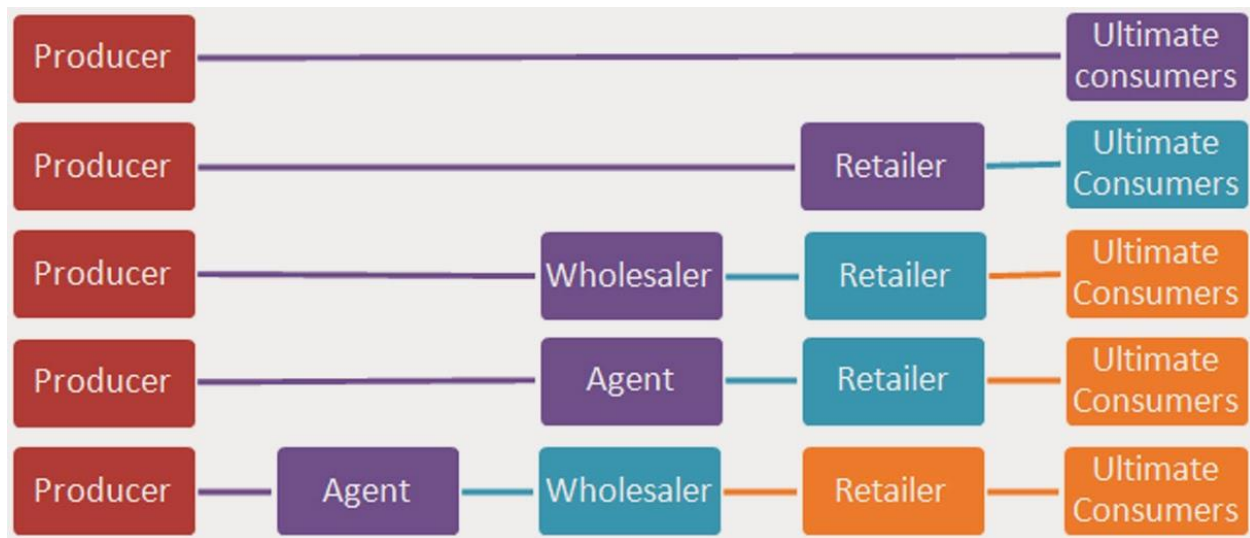 Producer
Ultimate
consumers
Producer
Retailer
Ultimate
Consumers
Producer
Wholesaler
Retailer
Ultimate
Consumers
Producer
Agent
Retailer
Ultimate
Consumers
Producer
Agent
Wholesaler
Retailer
Ultimate
Consumers